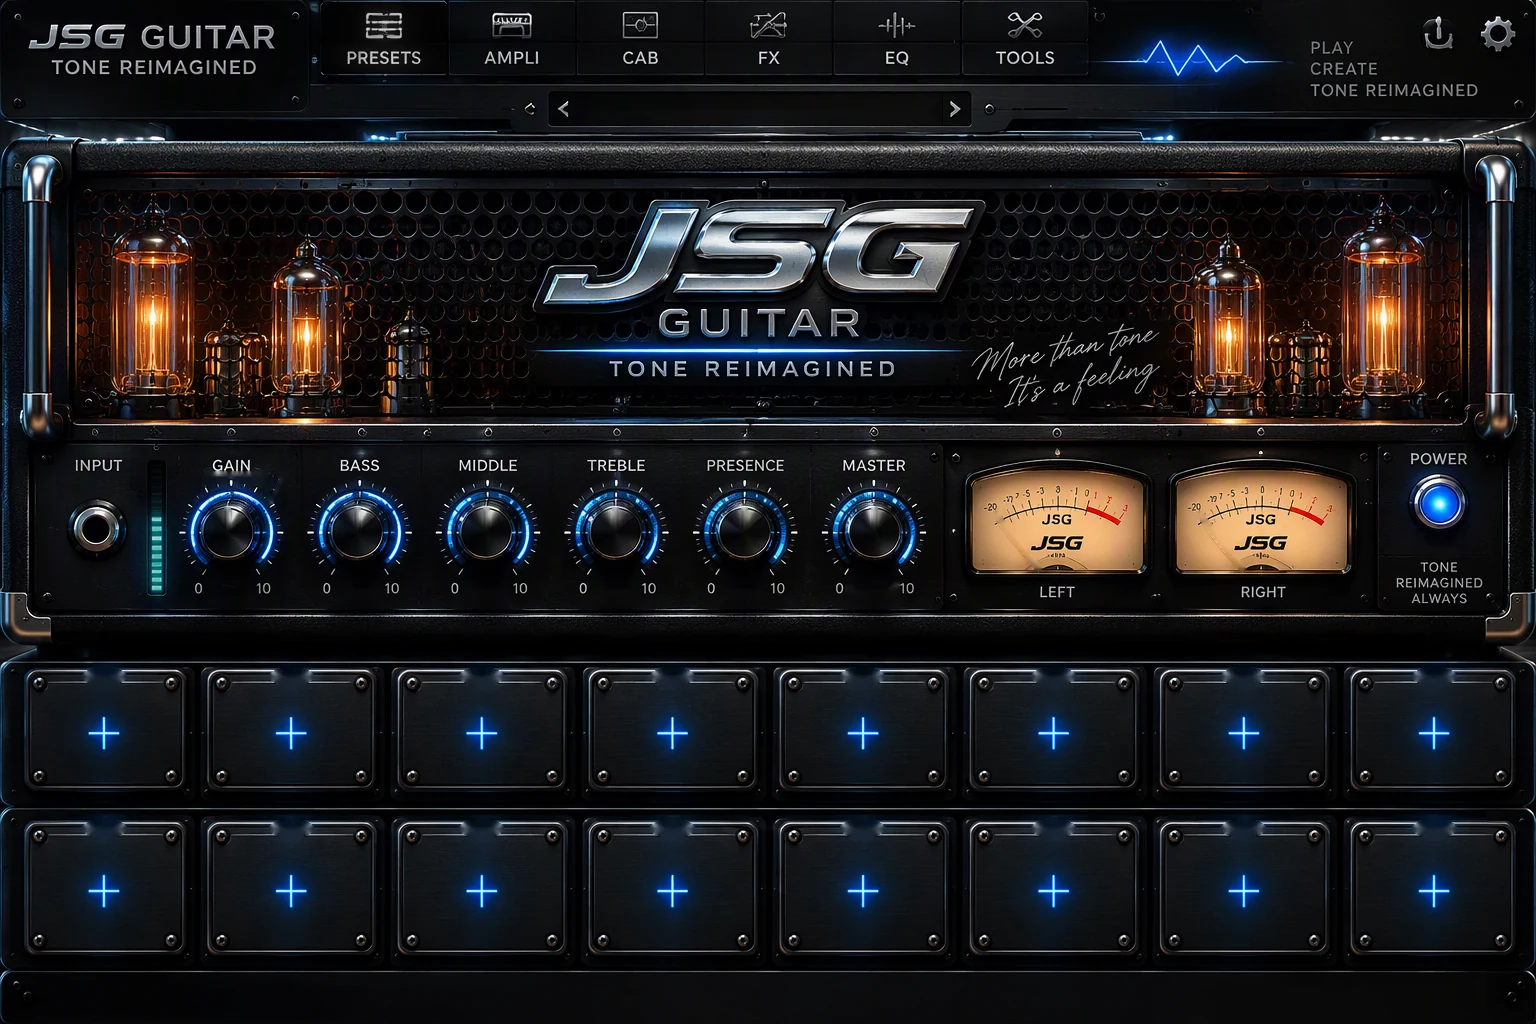 JSG GUITAR
TONE REIMAGINED
PRESETS
AMPLI
CAB
FX
EQ
TOOLS
PLAY
CREATE
TONE REIMAGINED
JSG
GUITAR
TONE REIMAGINED
More than tone
It's a feeling
INPUT
GAIN
BASS
MIDDLE
TREBLE
PRESENCE
MASTER
0 10
0 10
0 10
0 10
0 10
0 10
JSG
JSG
LEFT
JSG
JSG
RIGHT
POWER
TONE
REIMAGINED
ALWAYS